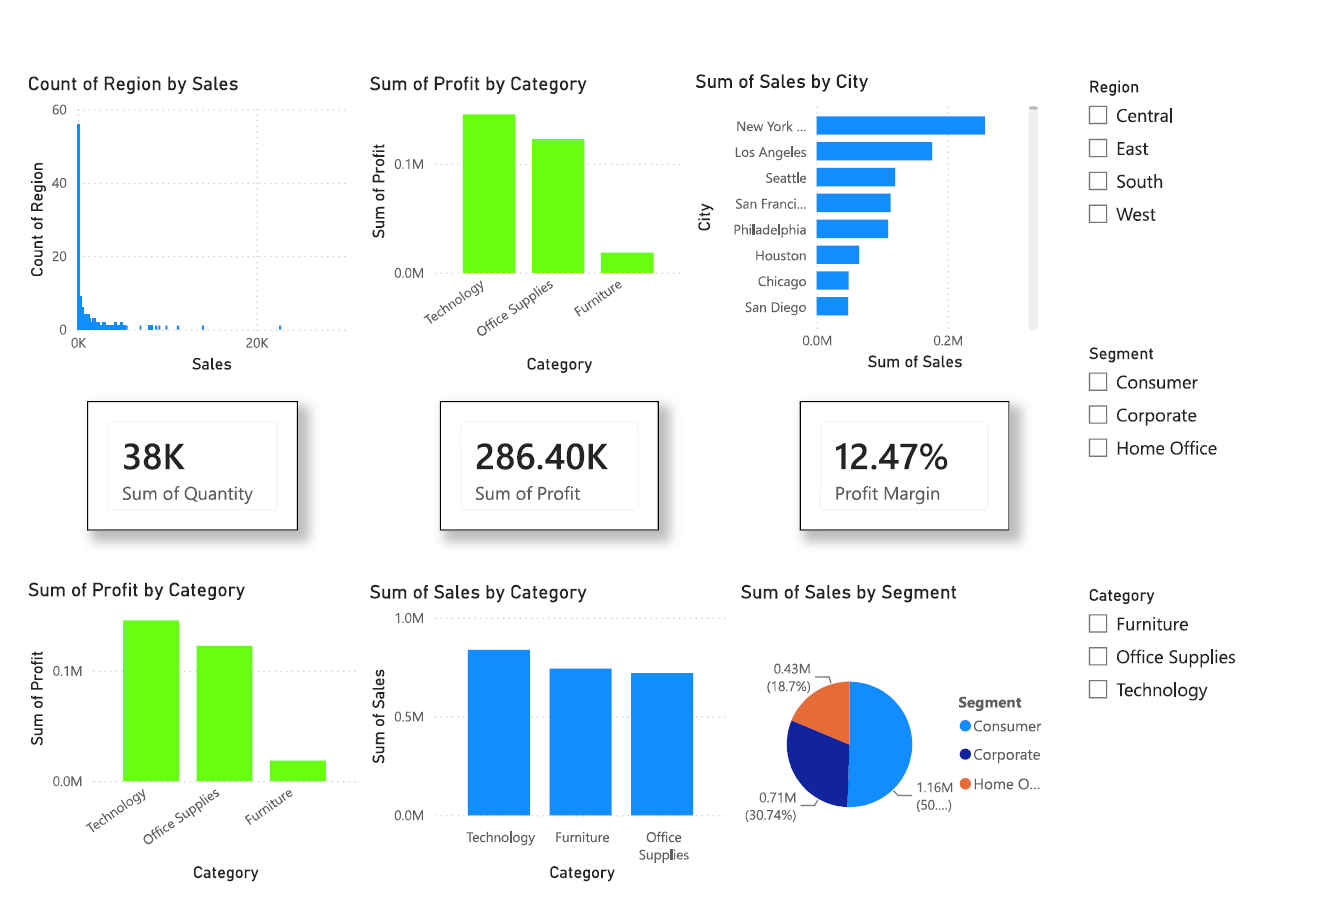 Count of Region by Sales
60
40
20
0
Count of Region
0K
20K
Sales
Sum of Profit by Category
0.1M
0.0M
Sum of Profit
Technology
Office Supplies
Furniture
Category
Sum of Sales by City
New York ...
Los Angeles
Seattle
San Franci...
Philadelphia
Houston
Chicago
San Diego
City
0.0M
0.2M
Sum of Sales
Region
Central
East
South
West
Segment
Consumer
Corporate
Home Office
38K
Sum of Quantity
286.40K
Sum of Profit
12.47%
Profit Margin
Sum of Profit by Category
0.1M
0.0M
Sum of Profit
Technology
Office Supplies
Furniture
Category
Sum of Sales by Category
1.0M
0.5M
0.0M
Sum of Sales
Technology
Furniture
Office
Supplies
Category
Sum of Sales by Segment
0.43M
(18.7%)
0.71M
(30.74%)
1.16M
(50....)
Segment
Consumer
Corporate
Home O...
Category
Furniture
Office Supplies
Technology